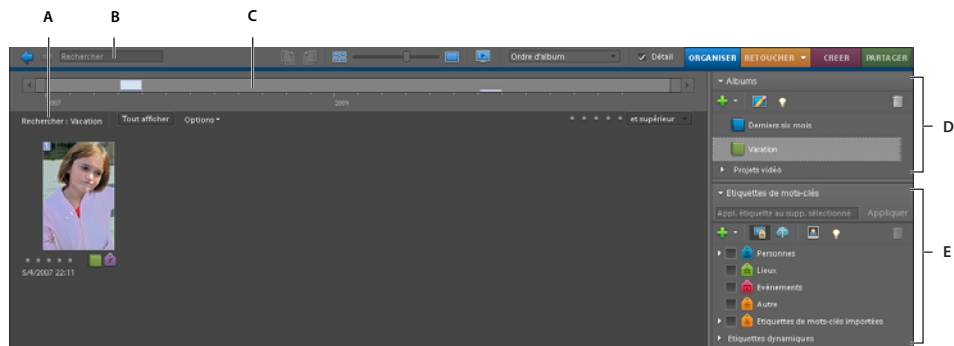 A B C
Rechercher Ordre d'album Détail ORGANISER RETOUCHER CREER PARTAGER
2007 2009
Rechercher : Vacation Tout afficher Options et supérieur
1
5/4/2007 22:11
Albums
Derniers six mois
Vacation
Projets vidéo
D
Etiquettes de mots-clés
Appl. étiquette au supp. sélectionné Appliquer
E
Personnes
Lieux
Evénements
Autre
Etiquettes de mots-clés importées
Etiquettes dynamiques